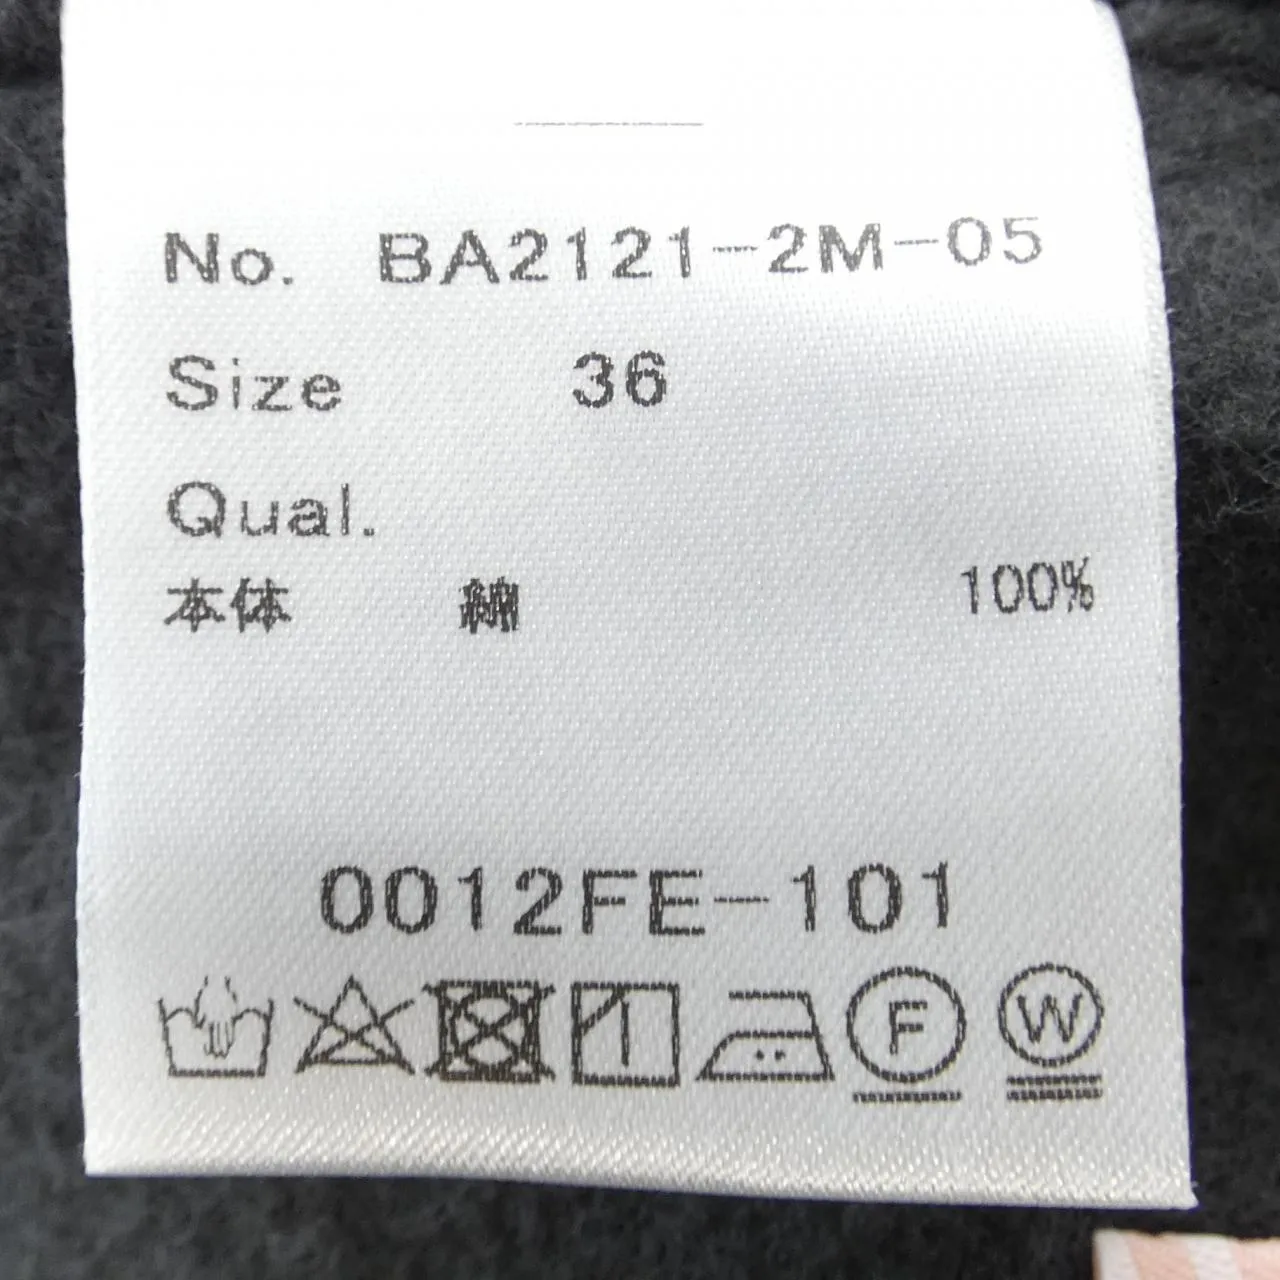 No. BA2121-2M-05
Size 36
Qual.
本体 綿 100%
0012FE-101
F W